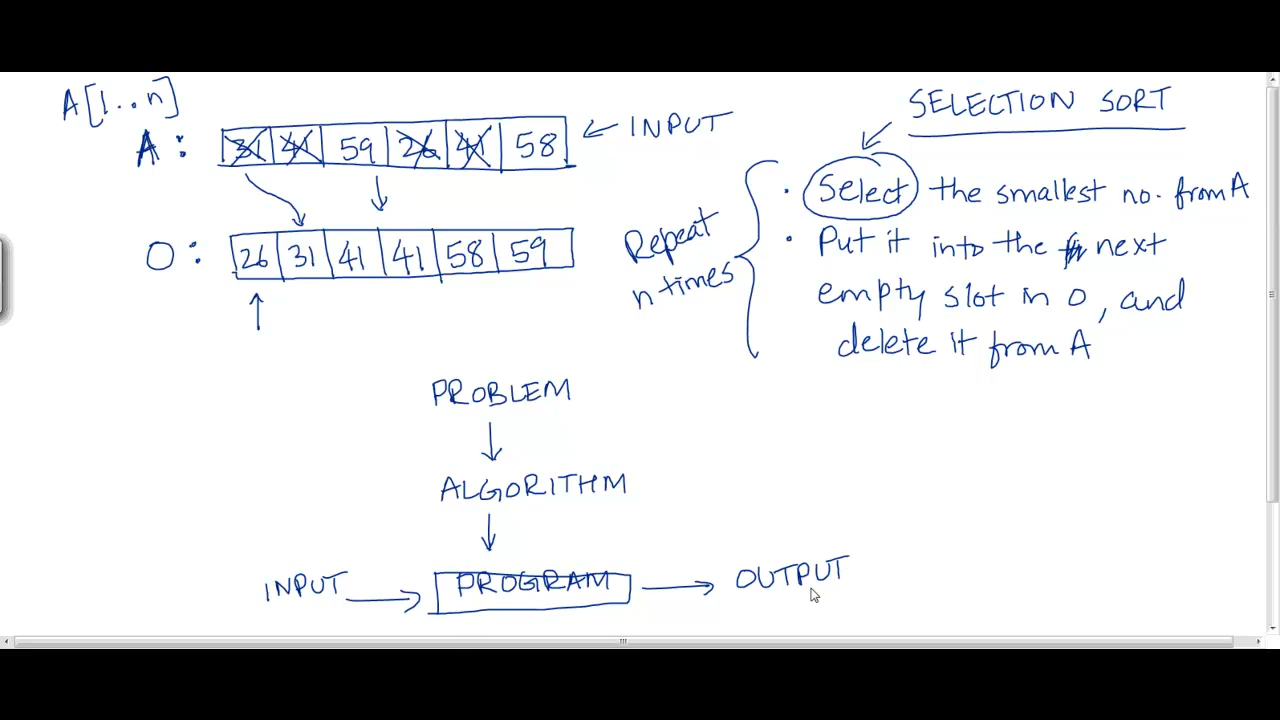 A[1..n]
A: 31 41 59 26 41 58 ← INPUT
O: 26 31 41 41 58 59
SELECTION SORT
Repeat
n times
· Select the smallest no. from A
· Put it into the next
empty slot in O, and
delete it from A
PROBLEM
ALGORITHM
INPUT → PROGRAM → OUTPUT